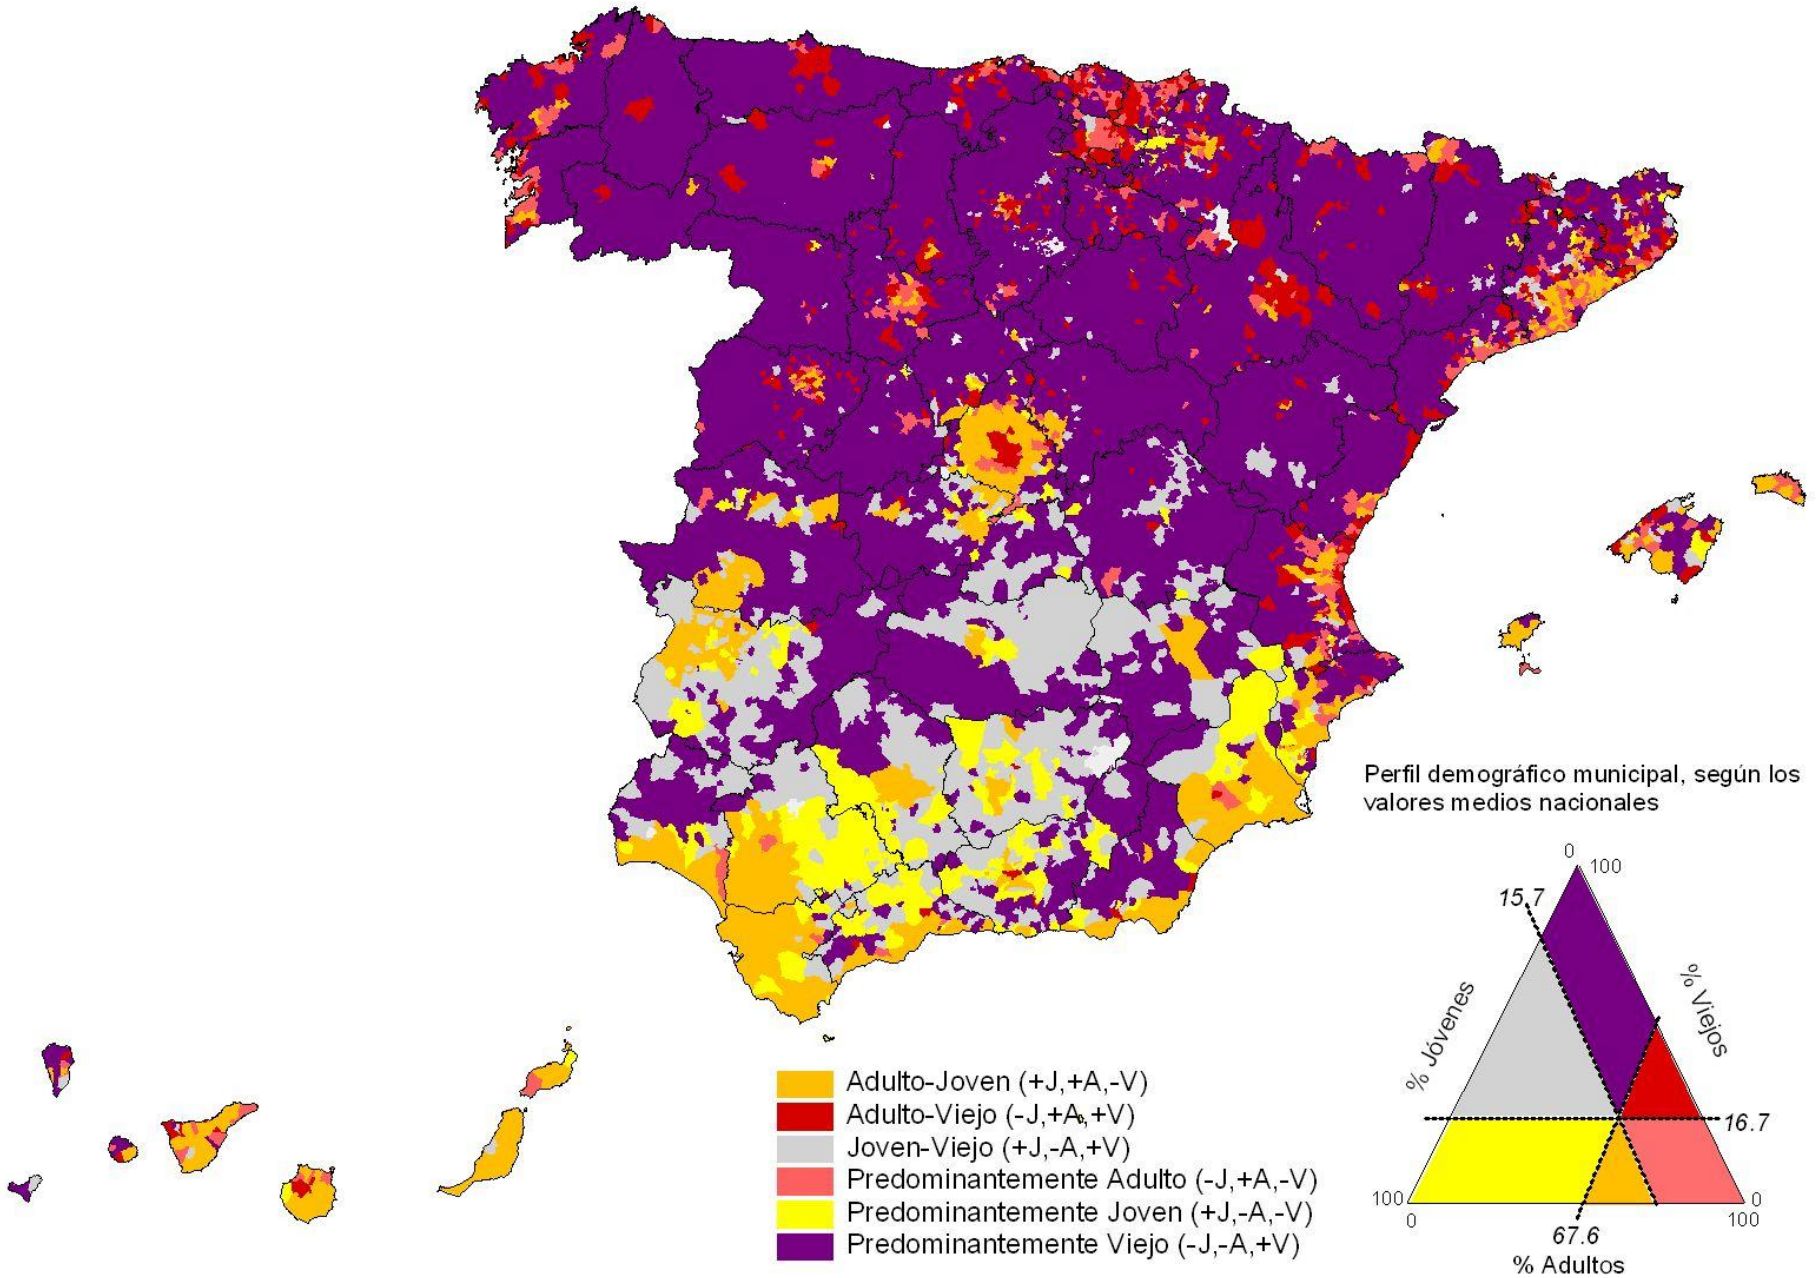 Perfil demográfico municipal, según los
valores medios nacionales
0
100
15.7
% Jóvenes
% Viejos
16.7
100
0
0
100
67.6
% Adultos
Adulto-Joven (+J,+A,-V)
Adulto-Viejo (-J,+A,+V)
Joven-Viejo (+J,-A,+V)
Predominantemente Adulto (-J,+A,-V)
Predominantemente Joven (+J,-A,-V)
Predominantemente Viejo (-J,-A,+V)